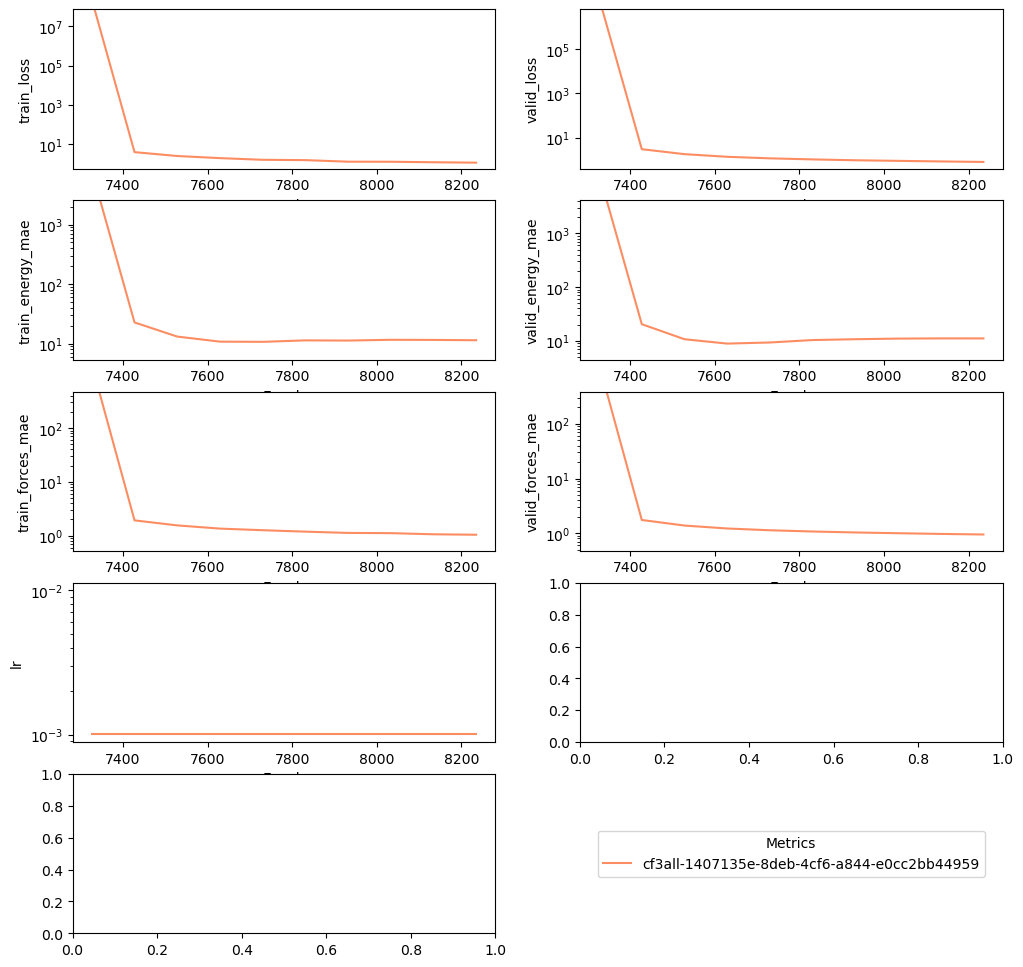 train_loss
10^7
10^5
10^3
10^1
7400 7600 7800 8000 8200
valid_loss
10^5
10^3
10^1
7400 7600 7800 8000 8200
train_energy_mae
10^3
10^2
10^1
7400 7600 7800 8000 8200
valid_energy_mae
10^3
10^2
10^1
7400 7600 7800 8000 8200
train_forces_mae
10^2
10^1
10^0
7400 7600 7800 8000 8200
valid_forces_mae
10^2
10^1
10^0
7400 7600 7800 8000 8200
lr
10^-2
10^-3
7400 7600 7800 8000 8200
1.0
0.8
0.6
0.4
0.2
0.0
0.0 0.2 0.4 0.6 0.8 1.0
1.0
0.8
0.6
0.4
0.2
0.0
0.0 0.2 0.4 0.6 0.8 1.0
Metrics
cf3all-1407135e-8deb-4cf6-a844-e0cc2bb44959